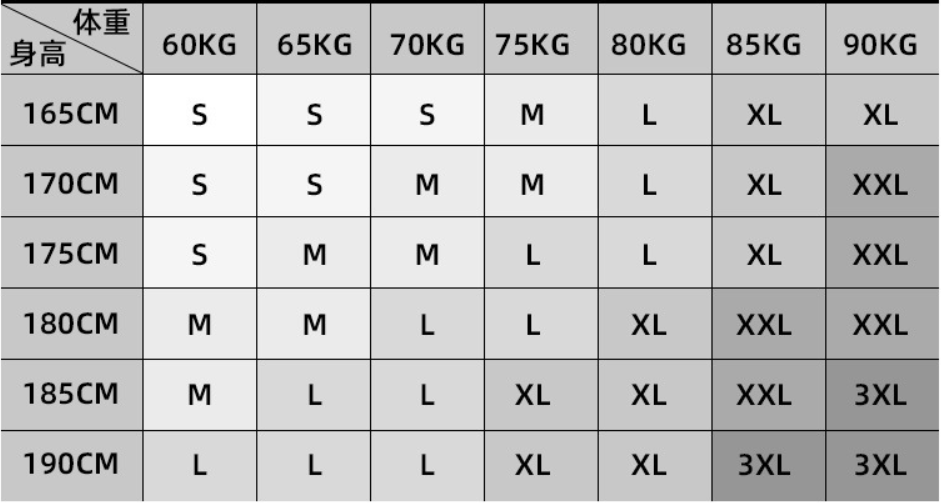 体重
身高 60KG 65KG 70KG 75KG 80KG 85KG 90KG
165CM S S S M L XL XL
170CM S S M M L XL XXL
175CM S M M L L XL XXL
180CM M M L L XL XXL XXL
185CM M L L XL XL XXL 3XL
190CM L L L XL XL 3XL 3XL